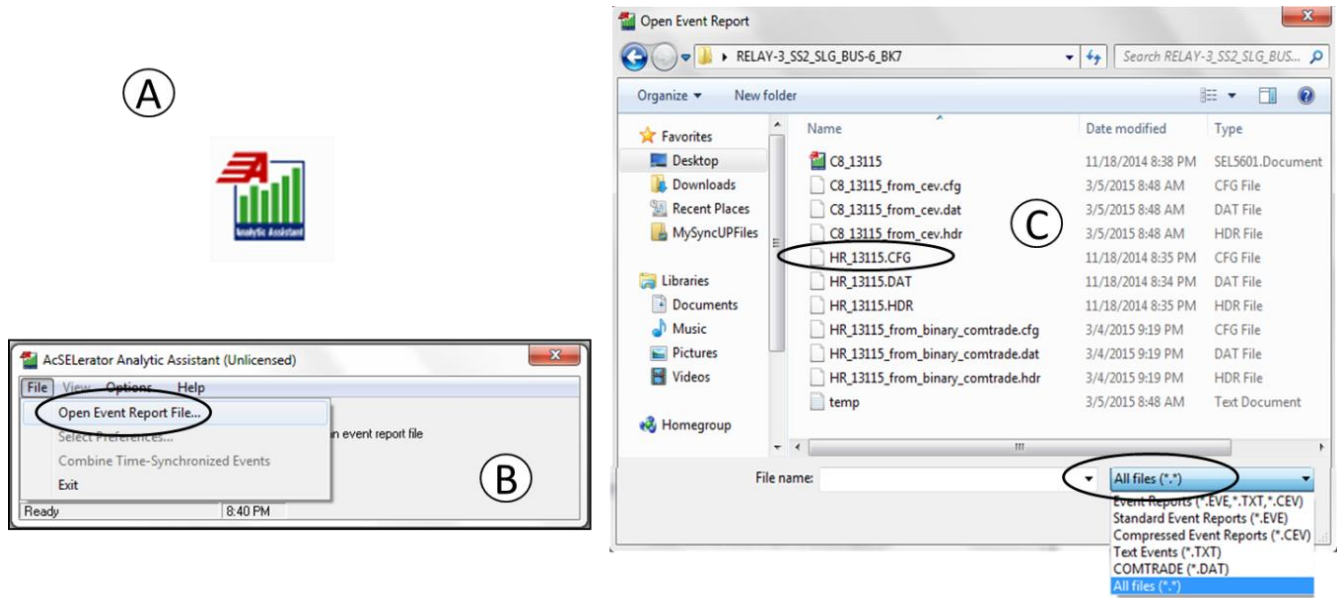 A
Analytic Assistant
AcSELerator Analytic Assistant (Unlicensed)
File View Options Help
Open Event Report File...
Select Preferences...
n event report file
Combine Time-Synchronized Events
Exit
B
Ready 8:40 PM
Open Event Report
RELAY-3_SS2_SLG_BUS-6_BK7
Search RELAY-3_SS2_SLG_BUS...
Organize New folder
Name Date modified Type
Favorites
Desktop
Downloads
Recent Places
MySyncUPFiles
Libraries
Documents
Music
Pictures
Videos
Homegroup
C8_13115 11/18/2014 8:38 PM SEL5601.Document
C8_13115_from_cev.cfg 3/5/2015 8:48 AM CFG File
C8_13115_from_cev.dat 3/5/2015 8:48 AM DAT File
C8_13115_from_cev.hdr 3/5/2015 8:48 AM HDR File
HR_13115.CFG 11/18/2014 8:35 PM CFG File
HR_13115.DAT 11/18/2014 8:34 PM DAT File
HR_13115.HDR 11/18/2014 8:35 PM HDR File
HR_13115_from_binary_comtrade.cfg 3/4/2015 9:19 PM CFG File
HR_13115_from_binary_comtrade.dat 3/4/2015 9:19 PM DAT File
HR_13115_from_binary_comtrade.hdr 3/4/2015 9:19 PM HDR File
temp 3/5/2015 8:48 AM Text Document
C
File name: All files (*.*)
Event Reports (*.EVE,*.TXT,*.CEV)
Standard Event Reports (*.EVE)
Compressed Event Reports (*.CEV)
Text Events (*.TXT)
COMTRADE (*.DAT)
All files (*.*)